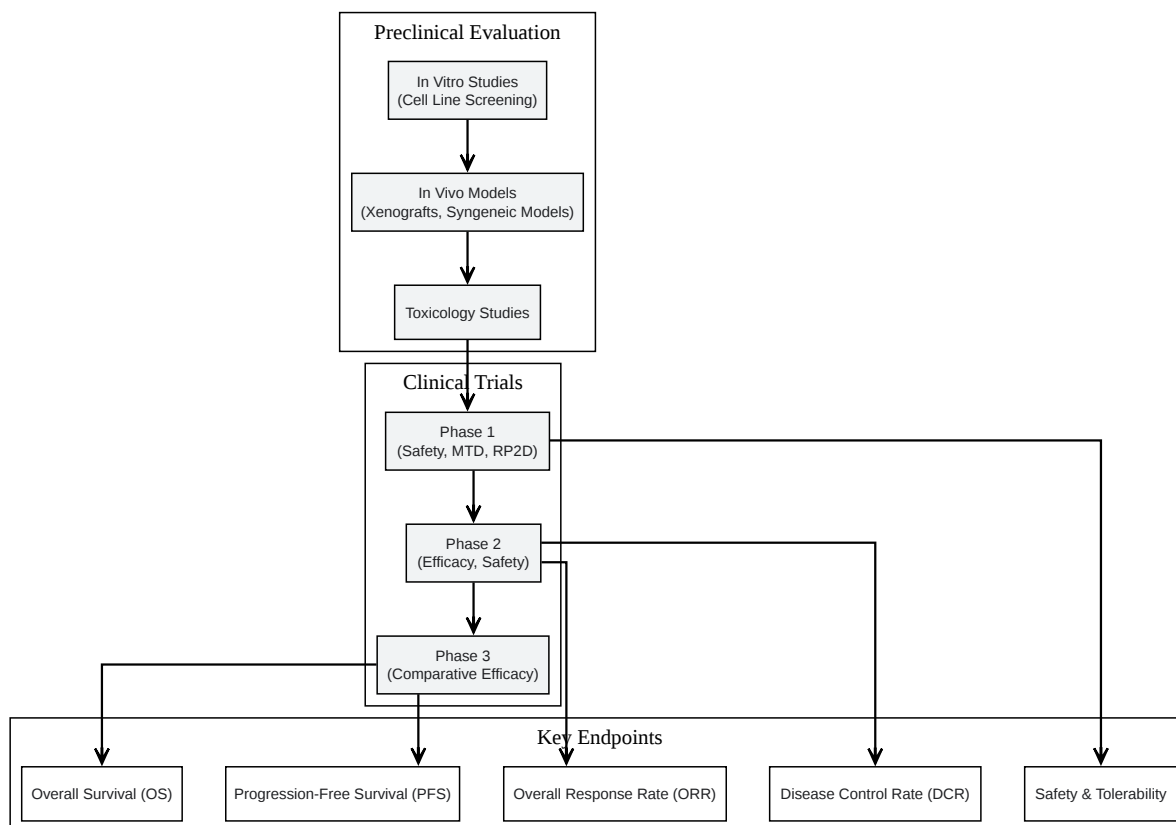 Preclinical Evaluation
In Vitro Studies
(Cell Line Screening)
In Vivo Models
(Xenografts, Syngeneic Models)
Toxicology Studies
Clinical Trials
Phase 1
(Safety, MTD, RP2D)
Phase 2
(Efficacy, Safety)
Phase 3
(Comparative Efficacy)
Key Endpoints
Overall Survival (OS)
Progression-Free Survival (PFS)
Overall Response Rate (ORR)
Disease Control Rate (DCR)
Safety & Tolerability